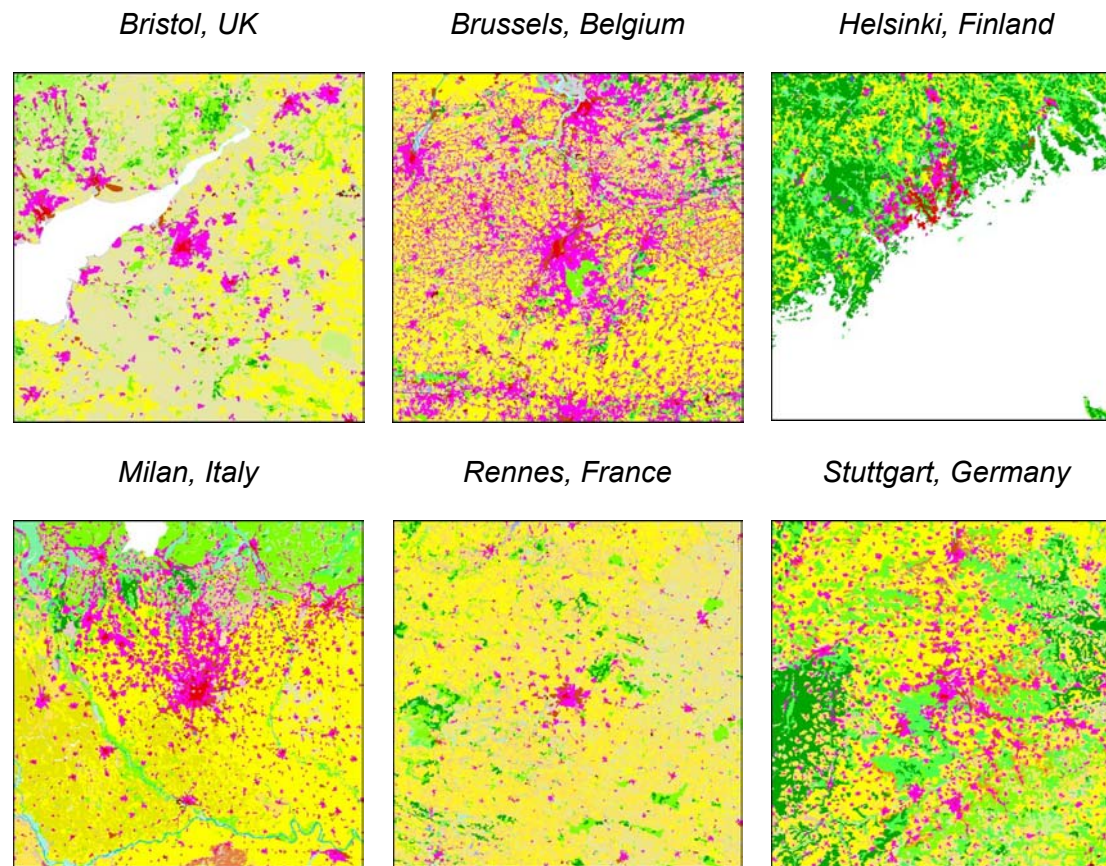 Bristol, UK
Brussels, Belgium
Helsinki, Finland
Milan, Italy
Rennes, France
Stuttgart, Germany